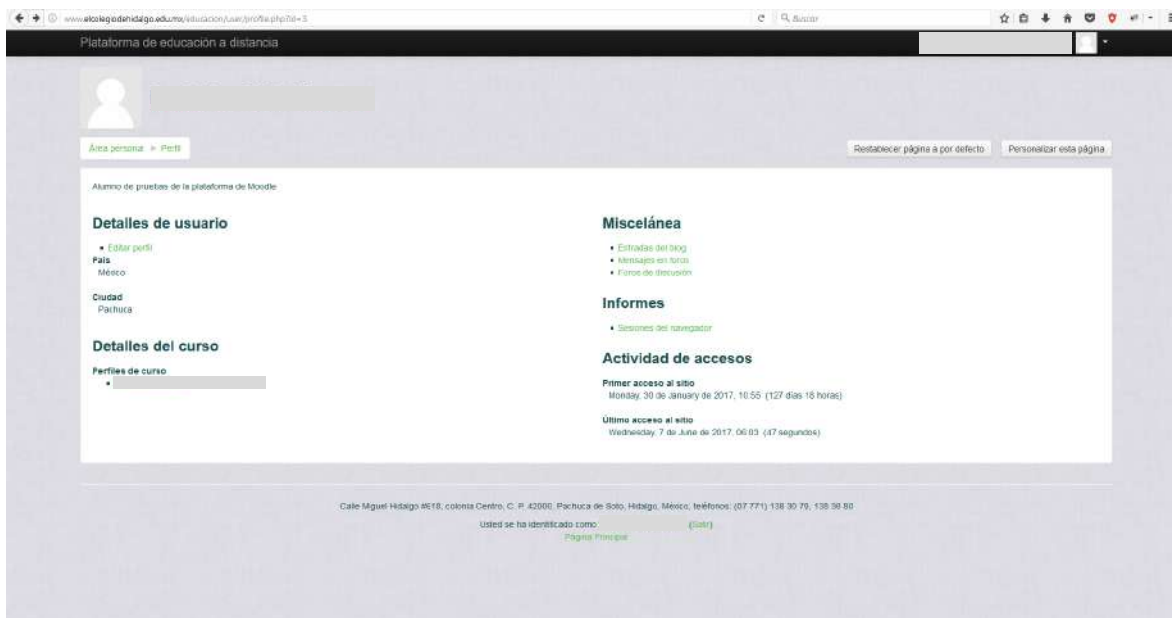 www.elcolegiodehidalgo.edu.mx/educacion/user/profile.php?id=5
Buscar
Plataforma de educación a distancia
Área personal » Perfil
Restablecer página a por defecto
Personalizar esta página
Alumno de pruebas de la plataforma de Moodle
Detalles de usuario
Editar perfil
País
México
Ciudad
Pachuca
Detalles del curso
Perfiles de curso
Miscelánea
Entradas del blog
Mensajes en foros
Foros de discusión
Informes
Sesiones del navegador
Actividad de accesos
Primer acceso al sitio
Monday, 30 de January de 2017, 10:55 (127 días 18 horas)
Último acceso al sitio
Wednesday, 7 de June de 2017, 06:03 (47 segundos)
Calle Miguel Hidalgo #618, colonia Centro, C. P. 42000, Pachuca de Soto, Hidalgo, México; teléfonos: (07 771) 138 30 79, 138 30 80
Usted se ha identificado como (Salir)
Página Principal